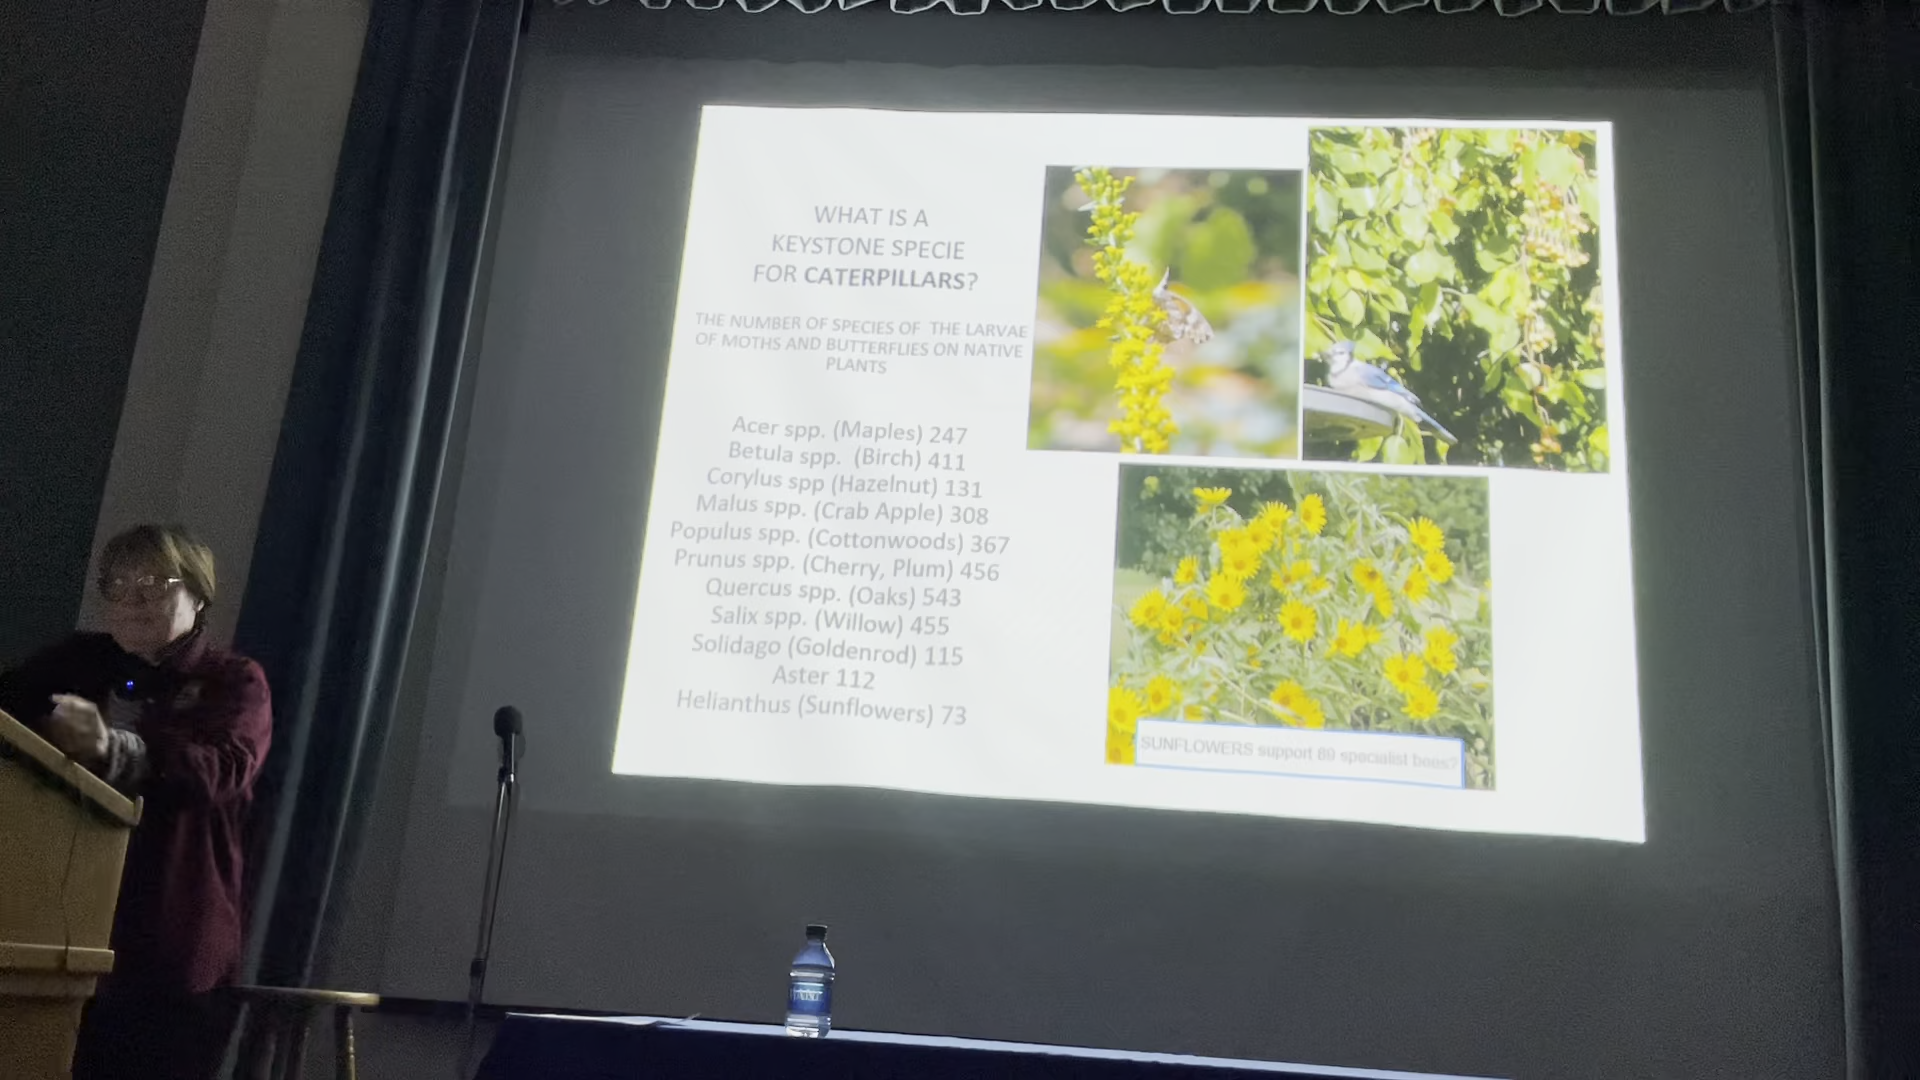 WHAT IS A
KEYSTONE SPECIE
FOR CATERPILLARS?
THE NUMBER OF SPECIES OF THE LARVAE
OF MOTHS AND BUTTERFLIES ON NATIVE
PLANTS
Acer spp. (Maples) 247
Betula spp. (Birch) 411
Corylus spp (Hazelnut) 131
Malus spp. (Crab Apple) 308
Populus spp. (Cottonwoods) 367
Prunus spp. (Cherry, Plum) 456
Quercus spp. (Oaks) 543
Salix spp. (Willow) 455
Solidago (Goldenrod) 115
Aster 112
Helianthus (Sunflowers) 73
SUNFLOWERS support 89 specialist bees?